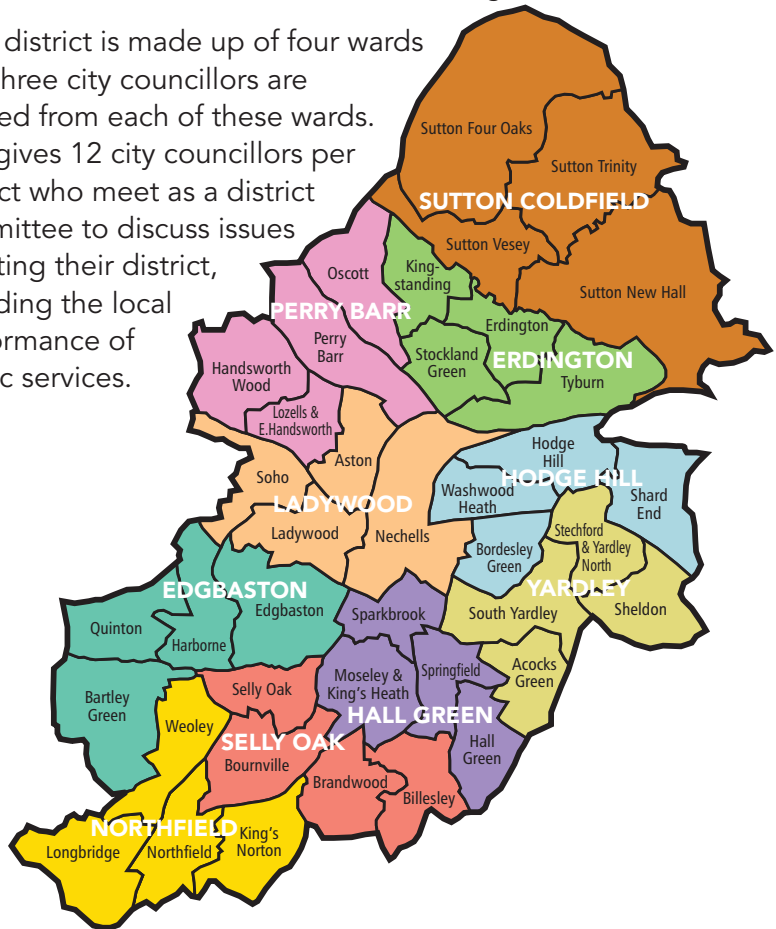 district is made up of four wards
hree city councillors are
ed from each of these wards.
gives 12 city councillors per
ct who meet as a district
mittee to discuss issues
ting their district,
ding the local
ormance of
c services.
Sutton Four Oaks
Sutton Trinity
SUTTON COLDFIELD
Sutton Vesey
Sutton New Hall
Oscott
King-
standing
PERRY BARR
Perry
Barr
Erdington
Stockland
Green
ERDINGTON
Tyburn
Handsworth
Wood
Lozells &
E.Handsworth
Aston
Soho
LADYWOOD
Ladywood
Nechells
Hodge
Hill
HODGE HILL
Washwood
Heath
Shard
End
Bordesley
Green
Stechford
& Yardley
North
YARDLEY
South Yardley
Sheldon
Acocks
Green
EDGBASTON
Edgbaston
Quinton
Harborne
Bartley
Green
Sparkbrook
Moseley &
King's Heath
Springfield
HALL GREEN
Hall
Green
Selly Oak
SELLY OAK
Bournville
Brandwood
Billesley
Weoley
NORTHFIELD
Longbridge
Northfield
King's
Norton